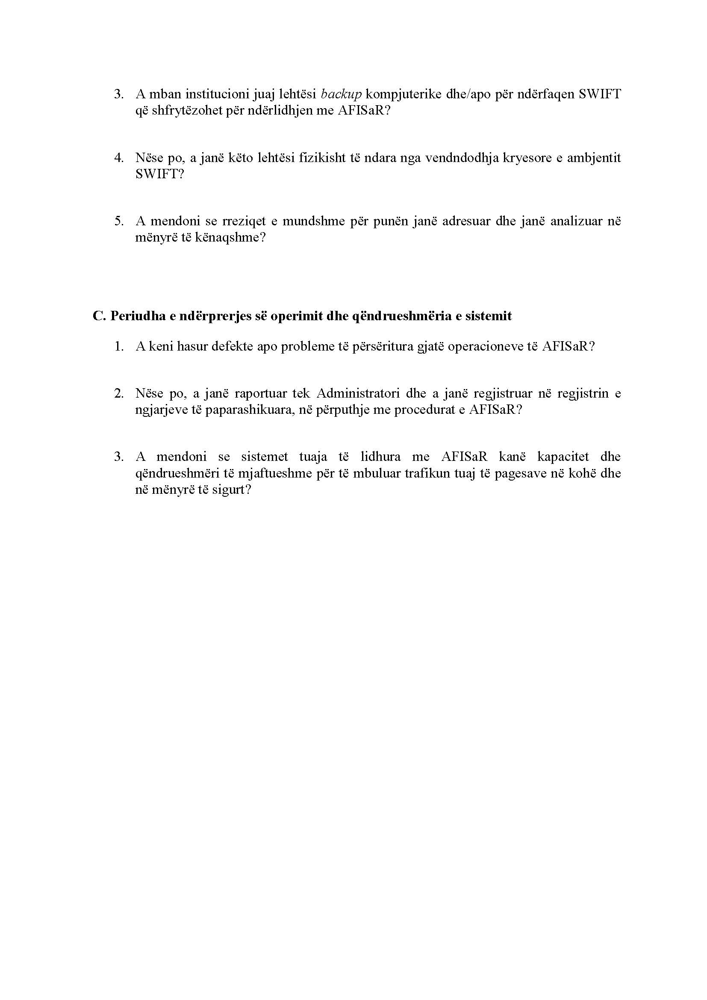 3. A mban institucioni juaj lehtësi backup kompjuterike dhe/apo për ndërfaqen SWIFT
që shfrytëzohet për ndërlidhjen me AFISaR?
4. Nëse po, a janë këto lehtësi fizikisht të ndara nga vendndodhja kryesore e ambjentit
SWIFT?
5. A mendoni se rreziqet e mundshme për punën janë adresuar dhe janë analizuar në
mënyrë të kënaqshme?
C. Periudha e ndërprerjes së operimit dhe qëndrueshmëria e sistemit
1. A keni hasur defekte apo probleme të përsëritura gjatë operacioneve të AFISaR?
2. Nëse po, a janë raportuar tek Administratori dhe a janë regjistruar në regjistrin e
ngjarjeve të paparashikuara, në përputhje me procedurat e AFISaR?
3. A mendoni se sistemet tuaja të lidhura me AFISaR kanë kapacitet dhe
qëndrueshmëri të mjaftueshme për të mbuluar trafikun tuaj të pagesave në kohë dhe
në mënyrë të sigurt?